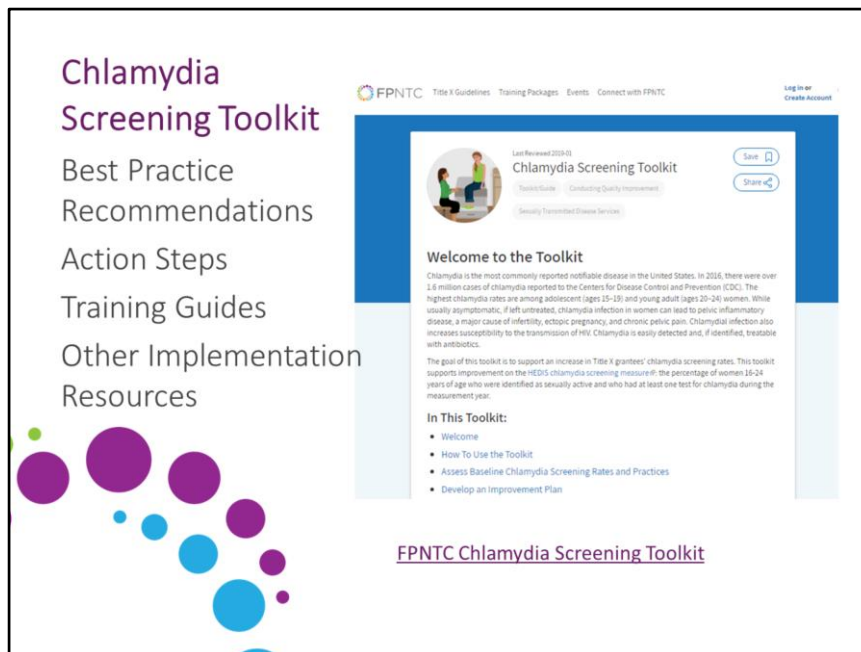 Chlamydia
Screening Toolkit
Best Practice
Recommendations
Action Steps
Training Guides
Other Implementation
Resources
FPNTC Title X Guidelines Training Packages Events Connect with FPNTC Log in or
Create Account
Last Reviewed 2019-01
Chlamydia Screening Toolkit
Save
Toolkit/Guide Conducting Quality Improvement
Share
Sexually Transmitted Disease Services
Welcome to the Toolkit
Chlamydia is the most commonly reported notifiable disease in the United States. In 2016, there were over
1.6 million cases of chlamydia reported to the Centers for Disease Control and Prevention (CDC). The
highest chlamydia rates are among adolescent (ages 15–19) and young adult (ages 20–24) women. While
usually asymptomatic, if left untreated, chlamydia infection in women can lead to pelvic inflammatory
disease, a major cause of infertility, ectopic pregnancy, and chronic pelvic pain. Chlamydial infection also
increases susceptibility to the transmission of HIV. Chlamydia is easily detected and, if identified, treatable
with antibiotics.
The goal of this toolkit is to support an increase in Title X grantees' chlamydia screening rates. This toolkit
supports improvement on the HEDIS chlamydia screening measure: the percentage of women 16-24
years of age who were identified as sexually active and who had at least one test for chlamydia during the
measurement year.
In This Toolkit:
• Welcome
• How To Use the Toolkit
• Assess Baseline Chlamydia Screening Rates and Practices
• Develop an Improvement Plan
FPNTC Chlamydia Screening Toolkit